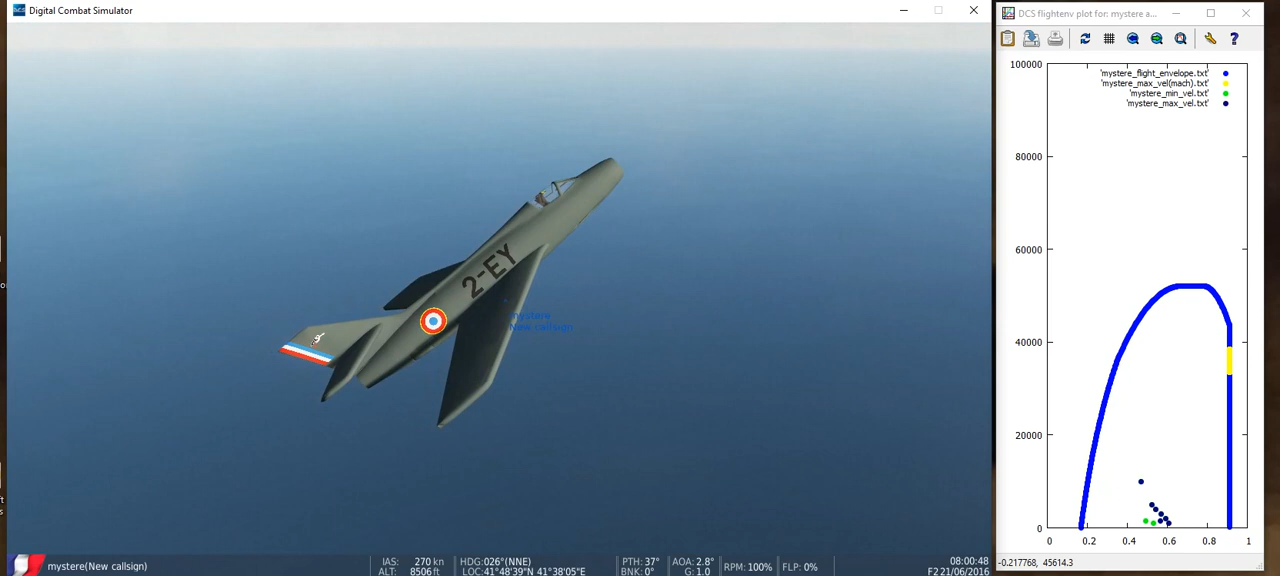 Digital Combat Simulator
2-EY
mystere
New callsign
mystere(New callsign)
IAS: 270 kn
ALT: 8506 ft
HDG:026°(NNE)
LOC:41°48'39"N 41°38'05"E
PTH: 37°
BNK: 0°
AOA: 2.8°
G: 1.0
RPM: 100%
FLP: 0%
08:00:48
F2 21/06/2016
DCS flightenv plot for: mystere a...
'mystere_flight_envelope.txt'
'mystere_max_vel(mach).txt'
'mystere_min_vel.txt'
'mystere_max_vel.txt'
100000
80000
60000
40000
20000
0
0 0.2 0.4 0.6 0.8 1
-0.217768, 45614.3